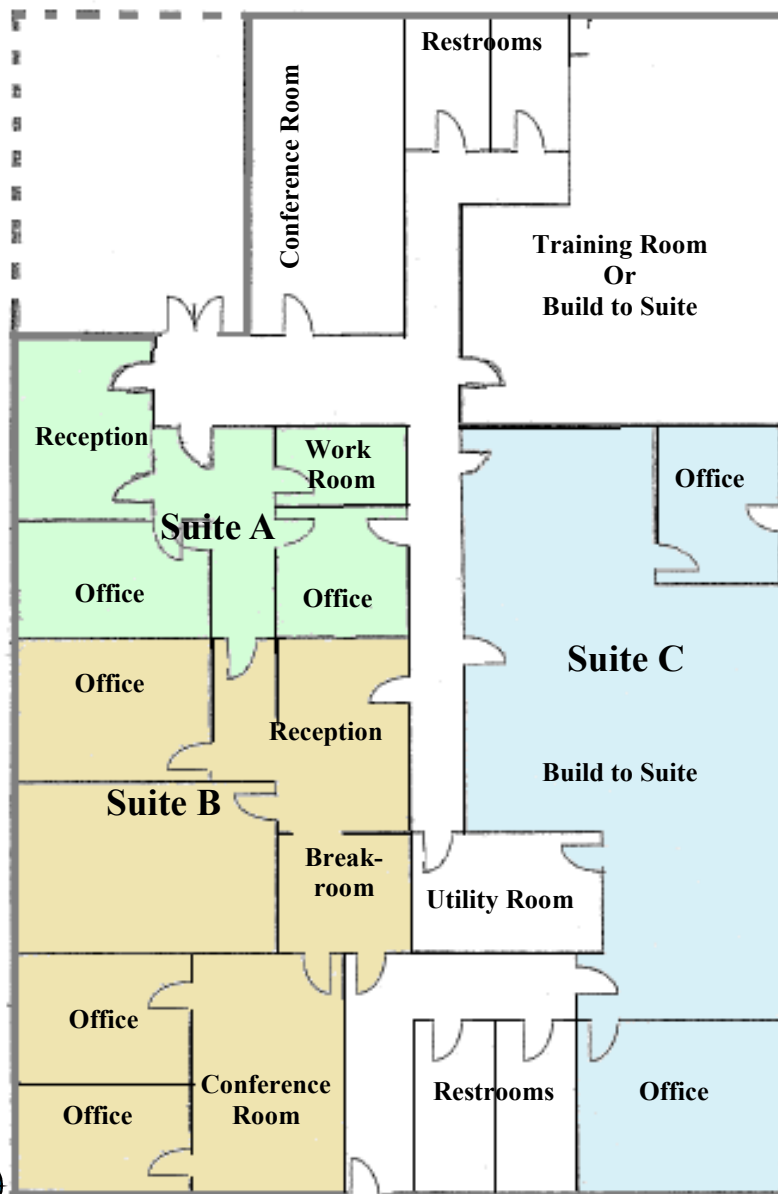 Restrooms
Conference Room
Training Room
Or
Build to Suite
Reception
Work
Room
Office
Suite A
Office
Office
Office
Suite C
Reception
Build to Suite
Suite B
Break-
room
Utility Room
Office
Conference
Room
Office
Restrooms
Office